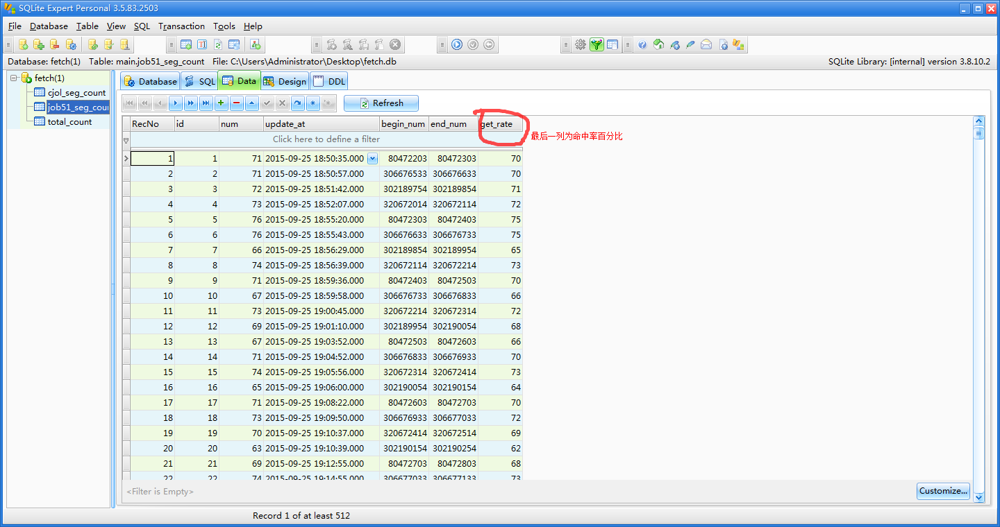 SQLite Expert Personal 3.5.83.2503
File Database Table View SQL Transaction Tools Help
Database: fetch(1) Table: main.job51_seg_count File: C:\Users\Administrator\Desktop\fetch.db SQLite Library: [internal] version 3.8.10.2
fetch(1)
cjol_seg_count
job51_seg_cou
total_count
Database SQL Data Design DDL
Refresh
RecNo id num update_at begin_num end_num get_rate
最后一列为命中率百分比
Click here to define a filter
1 1 71 2015-09-25 18:50:35.000 80472203 80472303 70
2 2 71 2015-09-25 18:50:57.000 306676533 306676633 70
3 3 72 2015-09-25 18:51:42.000 302189754 302189854 71
4 4 73 2015-09-25 18:52:07.000 320672014 320672114 72
5 5 76 2015-09-25 18:55:20.000 80472303 80472403 75
6 6 76 2015-09-25 18:55:43.000 306676633 306676733 75
7 7 66 2015-09-25 18:56:29.000 302189854 302189954 65
8 8 74 2015-09-25 18:56:39.000 320672114 320672214 73
9 9 71 2015-09-25 18:59:36.000 80472403 80472503 70
10 10 67 2015-09-25 18:59:58.000 306676733 306676833 66
11 11 73 2015-09-25 19:00:45.000 320672214 320672314 72
12 12 69 2015-09-25 19:01:10.000 302189954 302190054 68
13 13 67 2015-09-25 19:03:52.000 80472503 80472603 66
14 14 71 2015-09-25 19:04:52.000 306676833 306676933 70
15 15 74 2015-09-25 19:05:56.000 320672314 320672414 73
16 16 65 2015-09-25 19:06:00.000 302190054 302190154 64
17 17 71 2015-09-25 19:08:22.000 80472603 80472703 70
18 18 73 2015-09-25 19:09:50.000 306676933 306677033 72
19 19 70 2015-09-25 19:10:37.000 320672414 320672514 69
20 20 63 2015-09-25 19:10:39.000 302190154 302190254 62
21 21 69 2015-09-25 19:12:55.000 80472703 80472803 68
22 22 74 2015-09-25 19:14:55.000 306677033 306677133 73
<Filter is Empty>
Customize...
Record 1 of at least 512